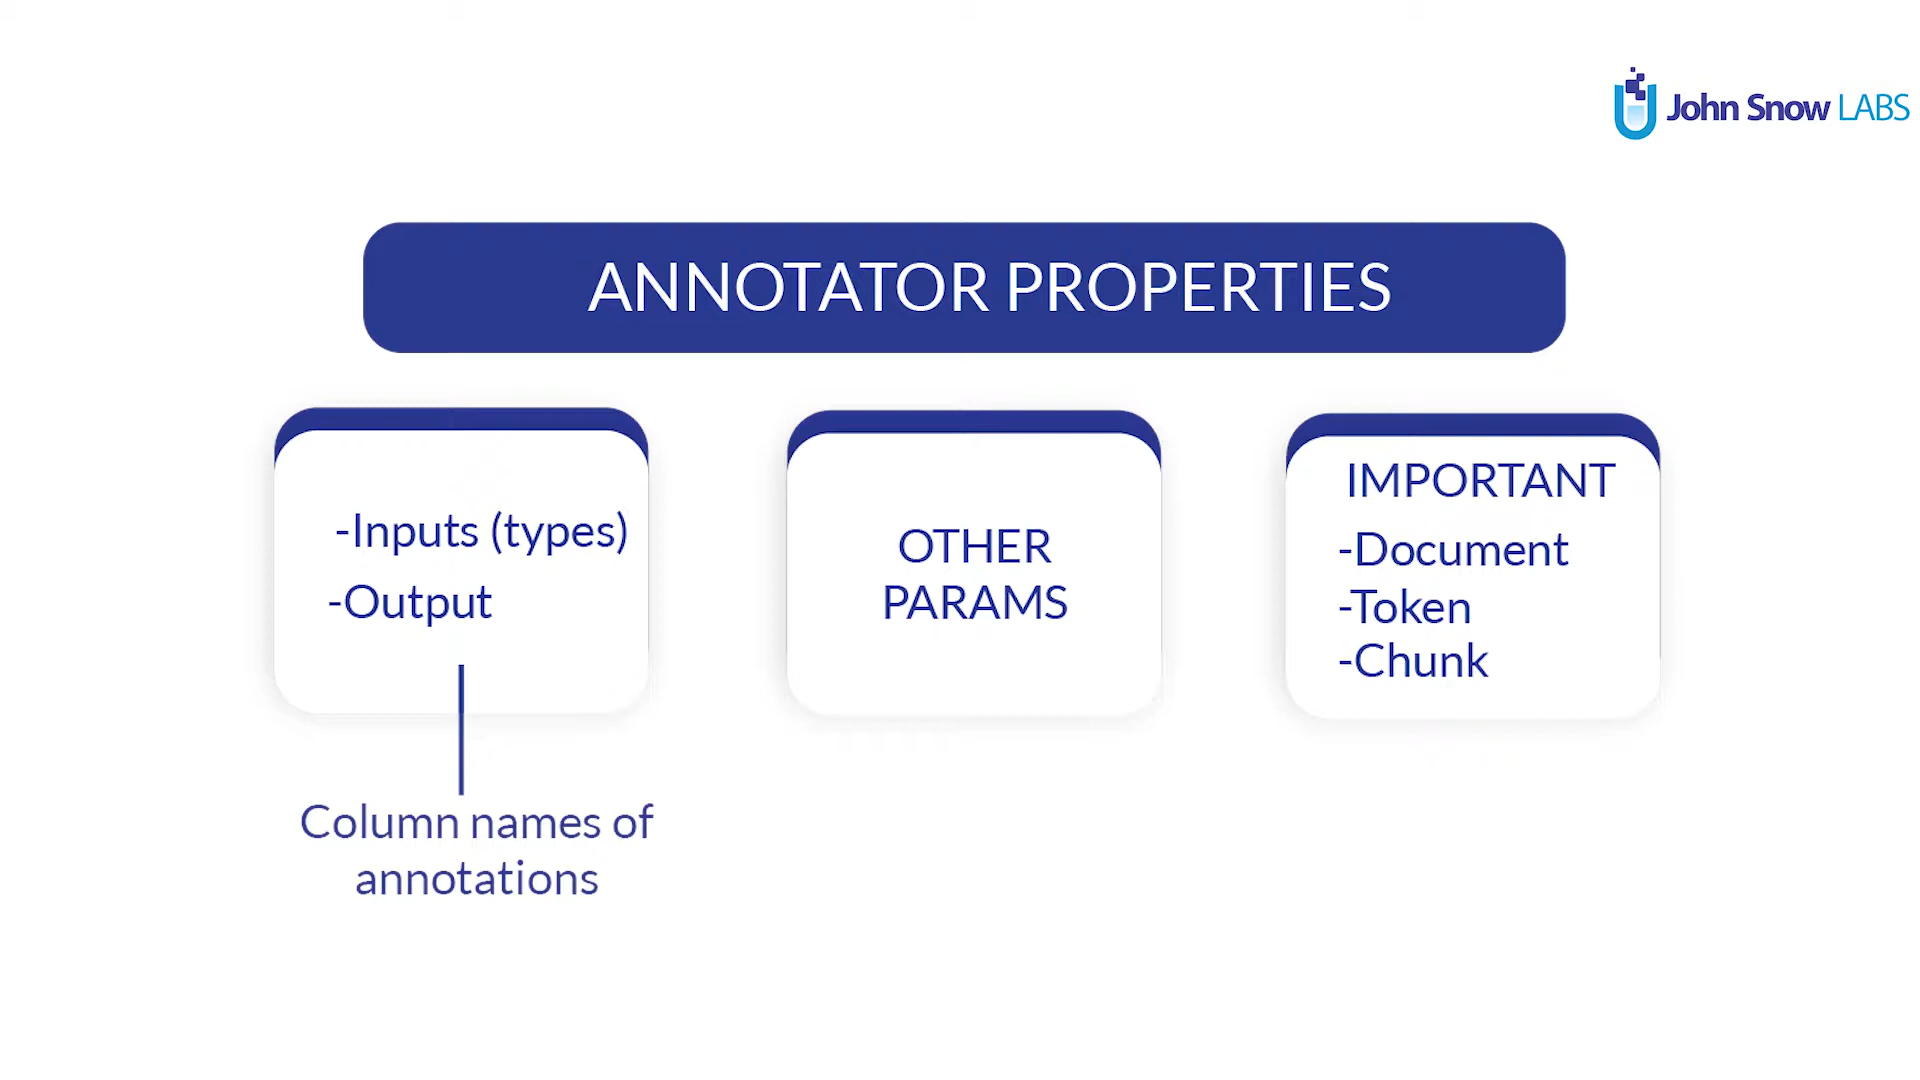 John Snow LABS
ANNOTATOR PROPERTIES
-Inputs (types)
-Output
Column names of
annotations
OTHER
PARAMS
IMPORTANT
-Document
-Token
-Chunk